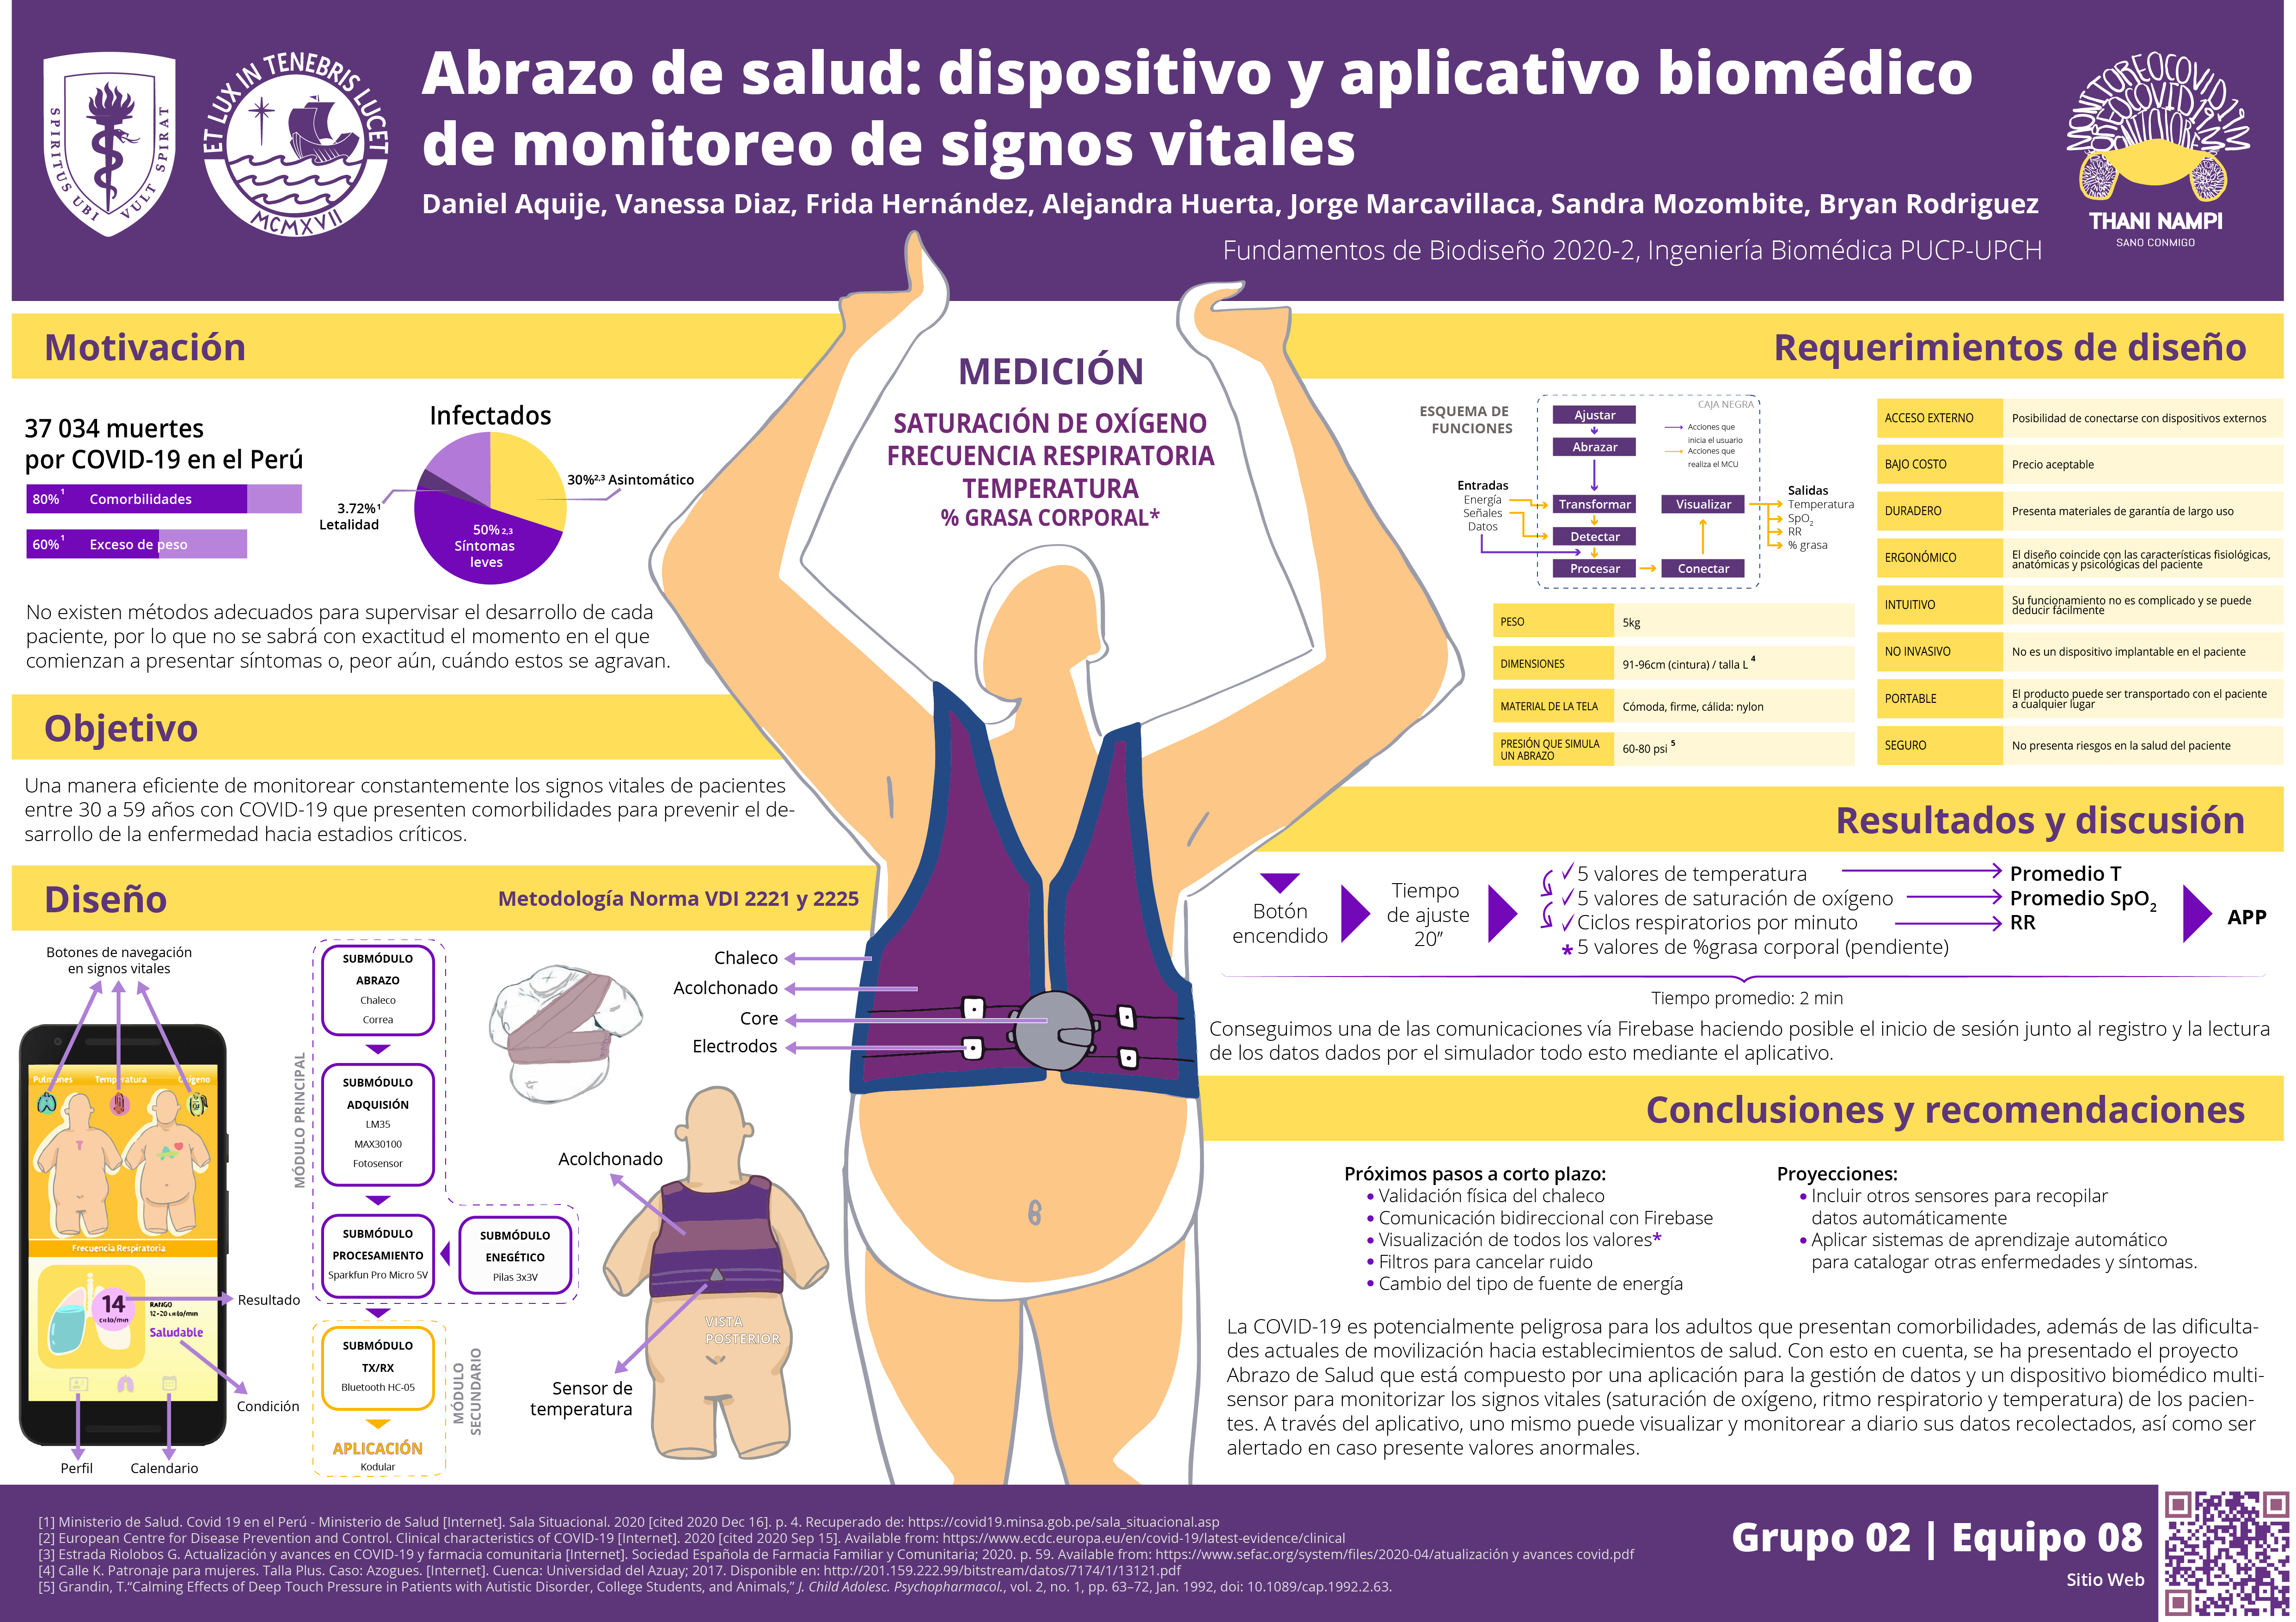 SPIRITUS UBI VULT SPIRAT
ET LUX IN TENEBRIS LUCET
MCMXVII
Abrazo de salud: dispositivo y aplicativo biomédico
de monitoreo de signos vitales
Daniel Aquije, Vanessa Diaz, Frida Hernández, Alejandra Huerta, Jorge Marcavillaca, Sandra Mozombite, Bryan Rodriguez
Fundamentos de Biodiseño 2020-2, Ingeniería Biomédica PUCP-UPCH
THANI NAMPI
SANO CONMIGO
Motivación
37 034 muertes
por COVID-19 en el Perú
80%1 Comorbilidades
60%1 Exceso de peso
Infectados
30%2,3 Asintomático
3.72%1
Letalidad
50%2,3
Síntomas
leves
No existen métodos adecuados para supervisar el desarrollo de cada
paciente, por lo que no se sabrá con exactitud el momento en el que
comienzan a presentar síntomas o, peor aún, cuándo estos se agravan.
Objetivo
Una manera eficiente de monitorear constantemente los signos vitales de pacientes
entre 30 a 59 años con COVID-19 que presenten comorbilidades para prevenir el de-
sarrollo de la enfermedad hacia estadios críticos.
Diseño
Metodología Norma VDI 2221 y 2225
Botones de navegación
en signos vitales
Pulmones Temperatura Oxígeno
Frecuencia Respiratoria
14
ciclo/min
RANGO
12-20 ciclo/min
Saludable
Resultado
Condición
Perfil
Calendario
MÓDULO PRINCIPAL
SUBMÓDULO
ABRAZO
Chaleco
Correa
SUBMÓDULO
ADQUISIÓN
LM35
MAX30100
Fotosensor
SUBMÓDULO
PROCESAMIENTO
Sparkfun Pro Micro 5V
SUBMÓDULO
ENEGÉTICO
Pilas 3x3V
SUBMÓDULO
TX/RX
Bluetooth HC-05
APLICACIÓN
Kodular
MÓDULO
SECUNDARIO
Chaleco
Acolchonado
Core
Electrodos
Acolchonado
VISTA
POSTERIOR
Sensor de
temperatura
MEDICIÓN
SATURACIÓN DE OXÍGENO
FRECUENCIA RESPIRATORIA
TEMPERATURA
% GRASA CORPORAL*
Requerimientos de diseño
ESQUEMA DE
FUNCIONES
CAJA NEGRA
Ajustar
Abrazar
Acciones que
inicia el usuario
Acciones que
realiza el MCU
Entradas
Energía
Señales
Datos
Transformar
Detectar
Procesar
Visualizar
Conectar
Salidas
Temperatura
SpO2
RR
% grasa
PESO 5kg
DIMENSIONES 91-96cm (cintura) / talla L 4
MATERIAL DE LA TELA Cómoda, firme, cálida: nylon
PRESIÓN QUE SIMULA
UN ABRAZO
60-80 psi 5
ACCESO EXTERNO Posibilidad de conectarse con dispositivos externos
BAJO COSTO Precio aceptable
DURADERO Presenta materiales de garantía de largo uso
ERGONÓMICO El diseño coincide con las características fisiológicas,
anatómicas y psicológicas del paciente
INTUITIVO Su funcionamiento no es complicado y se puede
deducir fácilmente
NO INVASIVO No es un dispositivo implantable en el paciente
PORTABLE El producto puede ser transportado con el paciente
a cualquier lugar
SEGURO No presenta riesgos en la salud del paciente
Resultados y discusión
Botón
encendido
Tiempo
de ajuste
20”
5 valores de temperatura Promedio T
5 valores de saturación de oxígeno Promedio SpO2
Ciclos respiratorios por minuto RR
* 5 valores de %grasa corporal (pendiente)
APP
Tiempo promedio: 2 min
Conseguimos una de las comunicaciones vía Firebase haciendo posible el inicio de sesión junto al registro y la lectura
de los datos dados por el simulador todo esto mediante el aplicativo.
Conclusiones y recomendaciones
Próximos pasos a corto plazo:
• Validación física del chaleco
• Comunicación bidireccional con Firebase
• Visualización de todos los valores*
• Filtros para cancelar ruido
• Cambio del tipo de fuente de energía
Proyecciones:
• Incluir otros sensores para recopilar
datos automáticamente
• Aplicar sistemas de aprendizaje automático
para catalogar otras enfermedades y síntomas.
La COVID-19 es potencialmente peligrosa para los adultos que presentan comorbilidades, además de las dificulta-
des actuales de movilización hacia establecimientos de salud. Con esto en cuenta, se ha presentado el proyecto
Abrazo de Salud que está compuesto por una aplicación para la gestión de datos y un dispositivo biomédico multi-
sensor para monitorizar los signos vitales (saturación de oxígeno, ritmo respiratorio y temperatura) de los pacien-
tes. A través del aplicativo, uno mismo puede visualizar y monitorear a diario sus datos recolectados, así como ser
alertado en caso presente valores anormales.
[1] Ministerio de Salud. Covid 19 en el Perú - Ministerio de Salud [Internet]. Sala Situacional. 2020 [cited 2020 Dec 16]. p. 4. Recuperado de: https://covid19.minsa.gob.pe/sala_situacional.asp
[2] European Centre for Disease Prevention and Control. Clinical characteristics of COVID-19 [Internet]. 2020 [cited 2020 Sep 15]. Available from: https://www.ecdc.europa.eu/en/covid-19/latest-evidence/clinical
[3] Estrada Riolobos G. Actualización y avances en COVID-19 y farmacia comunitaria [Internet]. Sociedad Española de Farmacia Familiar y Comunitaria; 2020. p. 59. Available from: https://www.sefac.org/system/files/2020-04/atualización y avances covid.pdf
[4] Calle K. Patronaje para mujeres. Talla Plus. Caso: Azogues. [Internet]. Cuenca: Universidad del Azuay; 2017. Disponible en: http://201.159.222.99/bitstream/datos/7174/1/13121.pdf
[5] Grandin, T.“Calming Effects of Deep Touch Pressure in Patients with Autistic Disorder, College Students, and Animals,” J. Child Adolesc. Psychopharmacol., vol. 2, no. 1, pp. 63–72, Jan. 1992, doi: 10.1089/cap.1992.2.63.
Grupo 02 | Equipo 08
Sitio Web